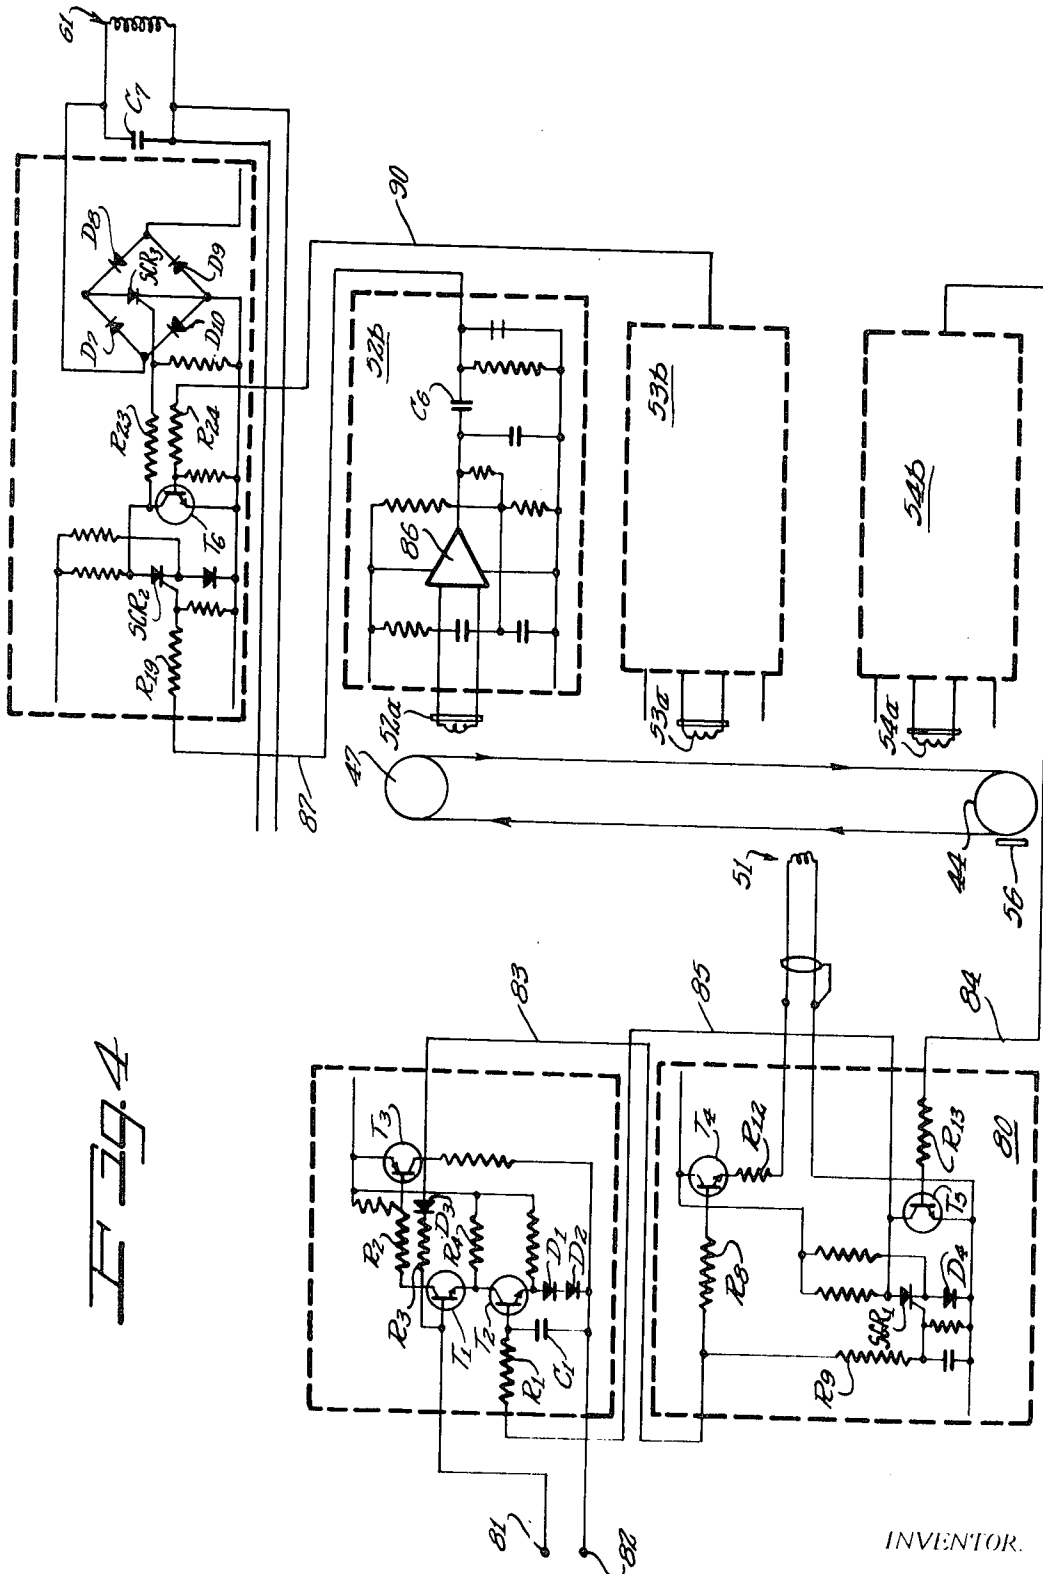 Fig. 4
61
C7
D8
SCR3
D7
D9
D10
R23
R24
T6
SCR2
R19
90
52b
C6
86
52a
87
53b
53a
54b
54a
47
44
56
51
83
85
84
T3
R2
D3
R3
R4
T1
T2
D1
D2
R1
C1
81
82
T4
R12
R8
R13
80
T5
D4
SCR1
R9
INVENTOR.